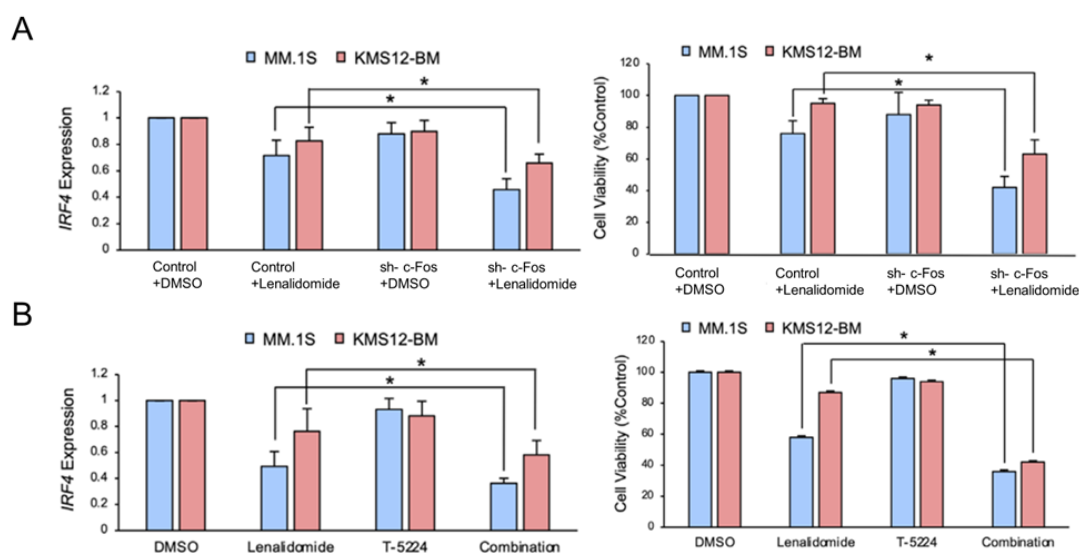 A
MM.1S KMS12-BM
IRF4 Expression
1.2
1
0.8
0.6
0.4
0.2
0
* *
Control +DMSO
Control +Lenalidomide
sh- c-Fos +DMSO
sh- c-Fos +Lenalidomide
MM.1S KMS12-BM
Cell Viability (%Control)
120
100
80
60
40
20
0
* *
Control +DMSO
Control +Lenalidomide
sh- c-Fos +DMSO
sh- c-Fos +Lenalidomide
B
MM.1S KMS12-BM
IRF4 Expression
1.2
1
0.8
0.6
0.4
0.2
0
* *
DMSO Lenalidomide T-5224 Combination
MM.1S KMS12-BM
Cell Viability (%Control)
120
100
80
60
40
20
0
* *
DMSO Lenalidomide T-5224 Combination